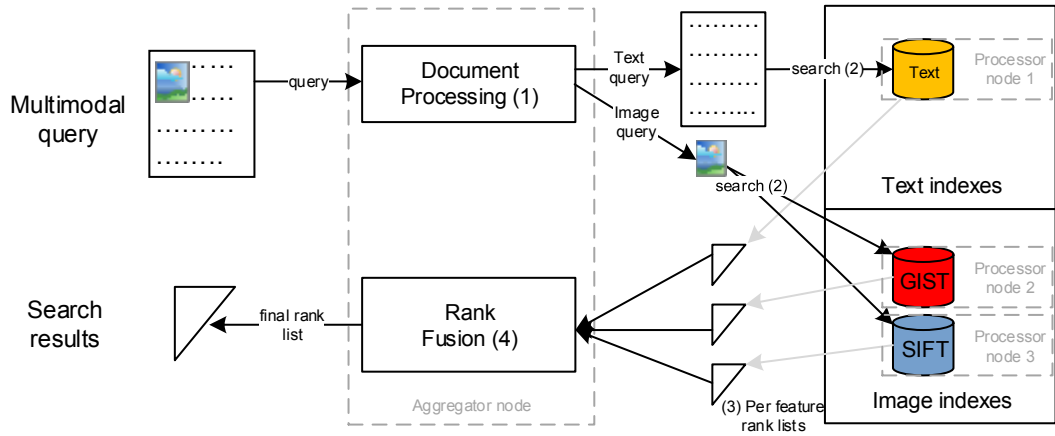 Multimodal
query
query
Document
Processing (1)
Text
query
Image
query
search (2)
search (2)
Text
Processor
node 1
Text indexes
GIST
Processor
node 2
SIFT
Processor
node 3
Image indexes
(3) Per feature
rank lists
Rank
Fusion (4)
Aggregator node
final rank
list
Search
results